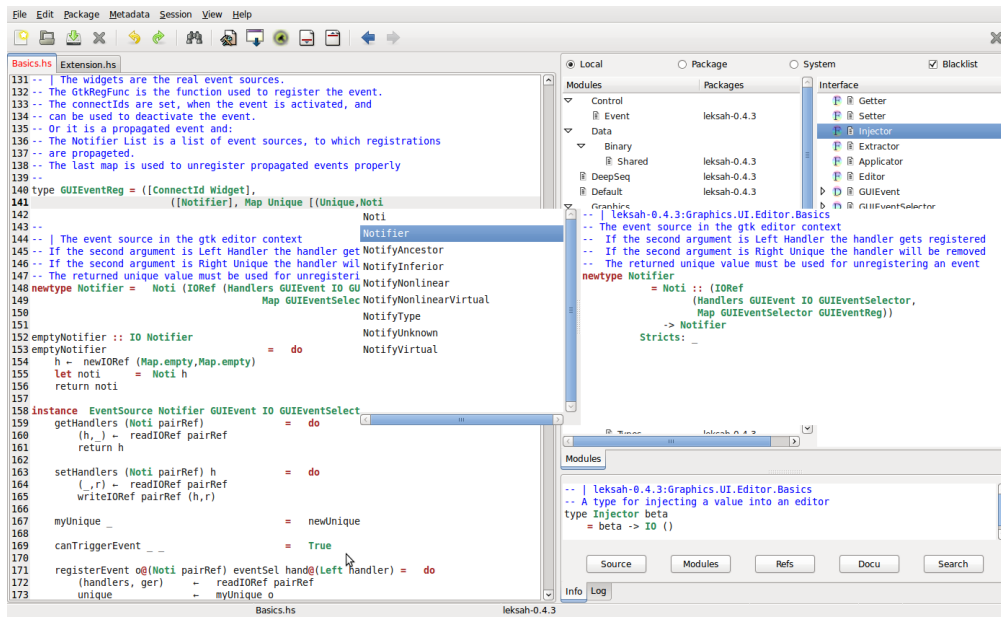 File Edit Package Metadata Session View Help
Basics.hs Extension.hs
131 -- | The widgets are the real event sources.
132 -- The GtkRegFunc is the function used to register the event.
133 -- The connectIds are set, when the event is activated, and
134 -- can be used to deactivate the event.
135 -- Or it is a propagated event and:
136 -- The Notifier List is a list of event sources, to which registrations
137 -- are propageted.
138 -- The last map is used to unregister propagated events properly
139 --
140 type GUIEventReg = ([ConnectId Widget],
141 ([Notifier], Map Unique [(Unique,Noti
142
143 --
144 -- | The event source in the gtk editor context
145 -- If the second argument is Left Handler the handler get
146 -- If the second argument is Right Unique the handler wil
147 -- The returned unique value must be used for unregisteri
148 newtype Notifier = Noti (IORef (Handlers GUIEvent IO GU
149 Map GUIEventSelec
150
151
152 emptyNotifier :: IO Notifier
153 emptyNotifier = do
154 h ← newIORef (Map.empty,Map.empty)
155 let noti = Noti h
156 return noti
157
158 instance EventSource Notifier GUIEvent IO GUIEventSelect
159 getHandlers (Noti pairRef) = do
160 (h,_) ← readIORef pairRef
161 return h
162
163 setHandlers (Noti pairRef) h = do
164 (_,r) ← readIORef pairRef
165 writeIORef pairRef (h,r)
166
167 myUnique _ = newUnique
168
169 canTriggerEvent _ _ = True
170
171 registerEvent o@(Noti pairRef) eventSel hand@(Left handler) = do
172 (handlers, ger) ← readIORef pairRef
173 unique ← myUnique o
Noti
Notifier
NotifyAncestor
NotifyInferior
NotifyNonlinear
NotifyNonlinearVirtual
NotifyType
NotifyUnknown
NotifyVirtual
Local Package System Blacklist
Modules Packages
Control
Event leksah-0.4.3
Data
Binary
Shared leksah-0.4.3
DeepSeq leksah-0.4.3
Default leksah-0.4.3
Graphics
Interface
Getter
Setter
Injector
Extractor
Applicator
Editor
GUIEvent
GUIEventSelector
-- | leksah-0.4.3:Graphics.UI.Editor.Basics
-- The event source in the gtk editor context
-- If the second argument is Left Handler the handler gets registered
-- If the second argument is Right Unique the handler will be removed
-- The returned unique value must be used for unregistering an event
newtype Notifier
= Noti :: (IORef
(Handlers GUIEvent IO GUIEventSelector,
Map GUIEventSelector GUIEventReg))
-> Notifier
Stricts: _
Modules
-- | leksah-0.4.3:Graphics.UI.Editor.Basics
-- A type for injecting a value into an editor
type Injector beta
= beta -> IO ()
Source Modules Refs Docu Search
Info Log
Basics.hs leksah-0.4.3